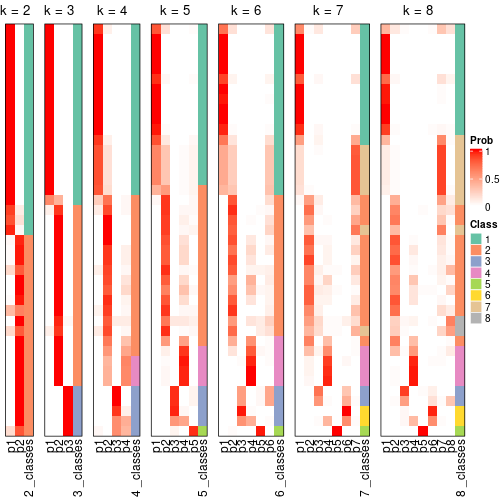 k = 2 k = 3 k = 4 k = 5 k = 6 k = 7 k = 8
Prob
1
0.5
0
Class
1
2
3
4
5
6
7
8
p1 p2 2_classes
p1 p2 p3 3_classes
p1 p2 p3 p4 4_classes
p1 p2 p3 p4 p5 5_classes
p1 p2 p3 p4 p5 p6 6_classes
p1 p2 p3 p4 p5 p6 p7 7_classes
p1 p2 p3 p4 p5 p6 p7 p8 8_classes